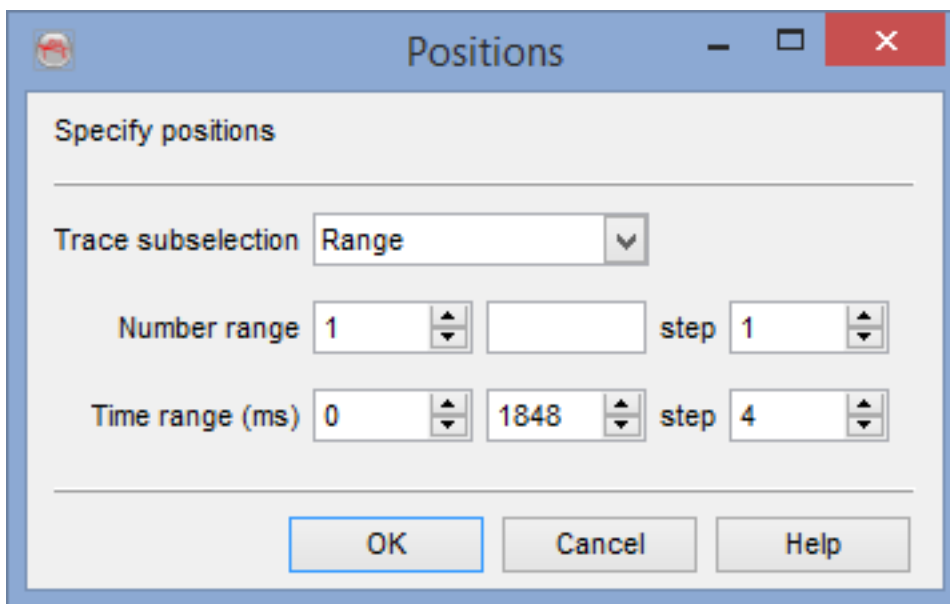 Positions
Specify positions
Trace subselection Range
Number range 1 step 1
Time range (ms) 0 1848 step 4
OK Cancel Help